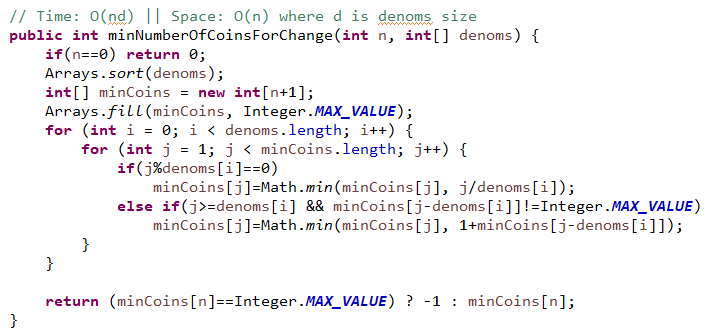 // Time: O(nd) || Space: O(n) where d is denoms size
public int minNumberOfCoinsForChange(int n, int[] denoms) {
    if(n==0) return 0;
    Arrays.sort(denoms);
    int[] minCoins = new int[n+1];
    Arrays.fill(minCoins, Integer.MAX_VALUE);
    for (int i = 0; i < denoms.length; i++) {
        for (int j = 1; j < minCoins.length; j++) {
            if(j%denoms[i]==0)
                minCoins[j]=Math.min(minCoins[j], j/denoms[i]);
            else if(j>=denoms[i] && minCoins[j-denoms[i]]!=Integer.MAX_VALUE)
                minCoins[j]=Math.min(minCoins[j], 1+minCoins[j-denoms[i]]);
        }
    }
    return (minCoins[n]==Integer.MAX_VALUE) ? -1 : minCoins[n];
}